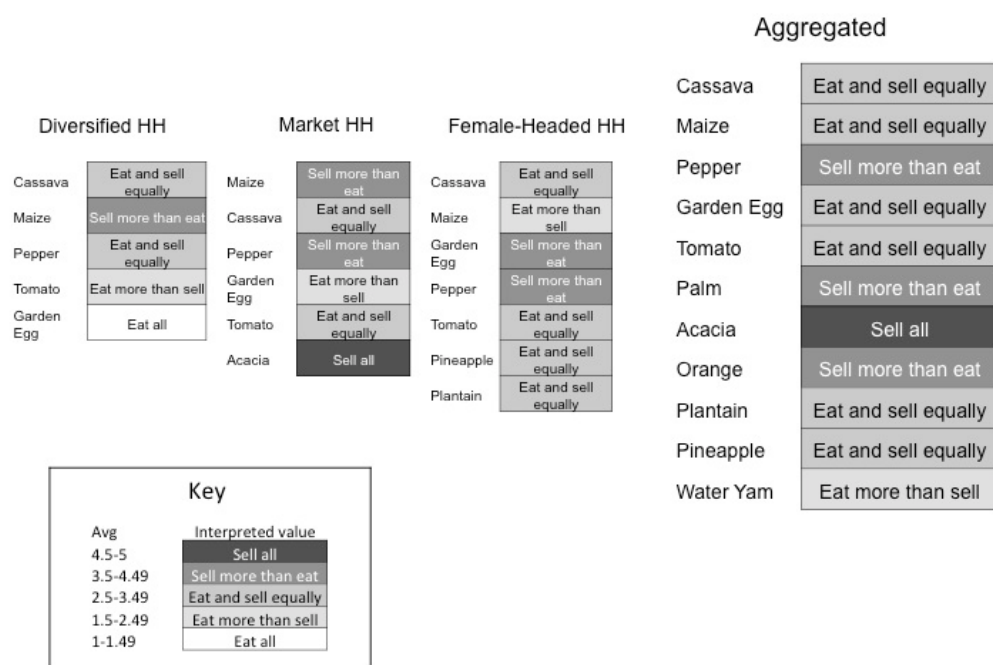 Aggregated
Cassava Eat and sell equally
Maize Eat and sell equally
Pepper Sell more than eat
Garden Egg Eat and sell equally
Tomato Eat and sell equally
Palm Sell more than eat
Acacia Sell all
Orange Sell more than eat
Plantain Eat and sell equally
Pineapple Eat and sell equally
Water Yam Eat more than sell
Diversified HH
Cassava Eat and sell
equally
Maize Sell more than eat
Pepper Eat and sell
equally
Tomato Eat more than sell
Garden
Egg Eat all
Market HH
Maize Sell more than
eat
Cassava Eat and sell
equally
Pepper Sell more than
eat
Garden Eat more than
Egg sell
Tomato Eat and sell
equally
Acacia Sell all
Female-Headed HH
Cassava Eat and sell
equally
Maize Eat more than
sell
Garden Sell more than
Egg eat
Pepper Sell more than
eat
Tomato Eat and sell
equally
Pineapple Eat and sell
equally
Plantain Eat and sell
equally
Key
Avg Interpreted value
4.5-5 Sell all
3.5-4.49 Sell more than eat
2.5-3.49 Eat and sell equally
1.5-2.49 Eat more than sell
1-1.49 Eat all